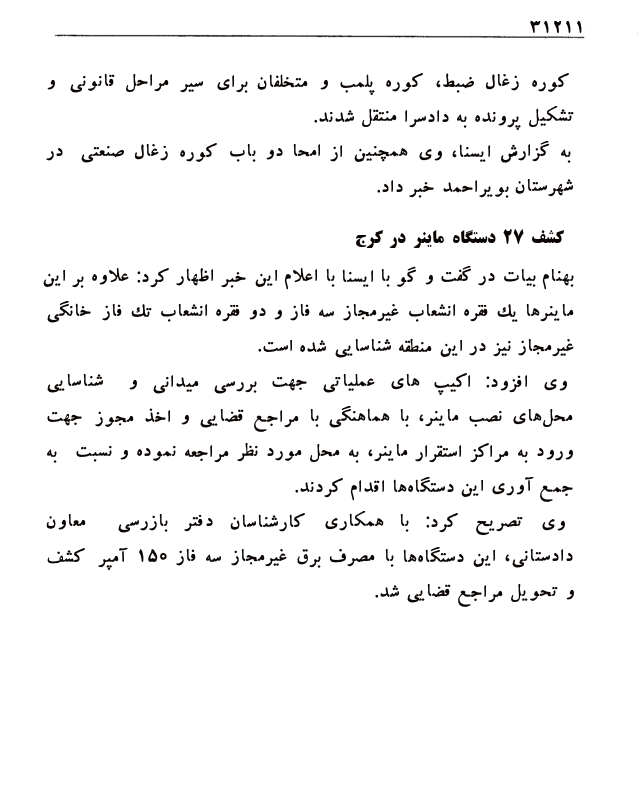 ۳۱۲۱۱
کوره زغال ضبط، کوره پلمب و متخلفان برای سیر مراحل قانونی و
تشکیل پرونده به دادسرا منتقل شدند.
به گزارش ایسنا، وی همچنین از امحا دو باب کوره زغال صنعتی در
شهرستان بویراحمد خبر داد.
کشف ۲۷ دستگاه ماینر در کرج
بهنام بیات در گفت و گو با ایسنا با اعلام این خبر اظهار کرد: علاوه بر این
ماینرها یك فقره انشعاب غیرمجاز سه فاز و دو فقره انشعاب تك فاز خانگی
غیرمجاز نیز در این منطقه شناسایی شده است.
وی افزود: اکیپ های عملیاتی جهت بررسی میدانی و شناسایی
محل‌های نصب ماینر، با هماهنگی با مراجع قضایی و اخذ مجوز جهت
ورود به مراکز استقرار ماینر، به محل مورد نظر مراجعه نموده و نسبت به
جمع آوری این دستگاه‌ها اقدام کردند.
وی تصریح کرد: با همکاری کارشناسان دفتر بازرسی معاون
دادستانی، این دستگاه‌ها با مصرف برق غیرمجاز سه فاز ۱۵۰ آمپر کشف
و تحویل مراجع قضایی شد.